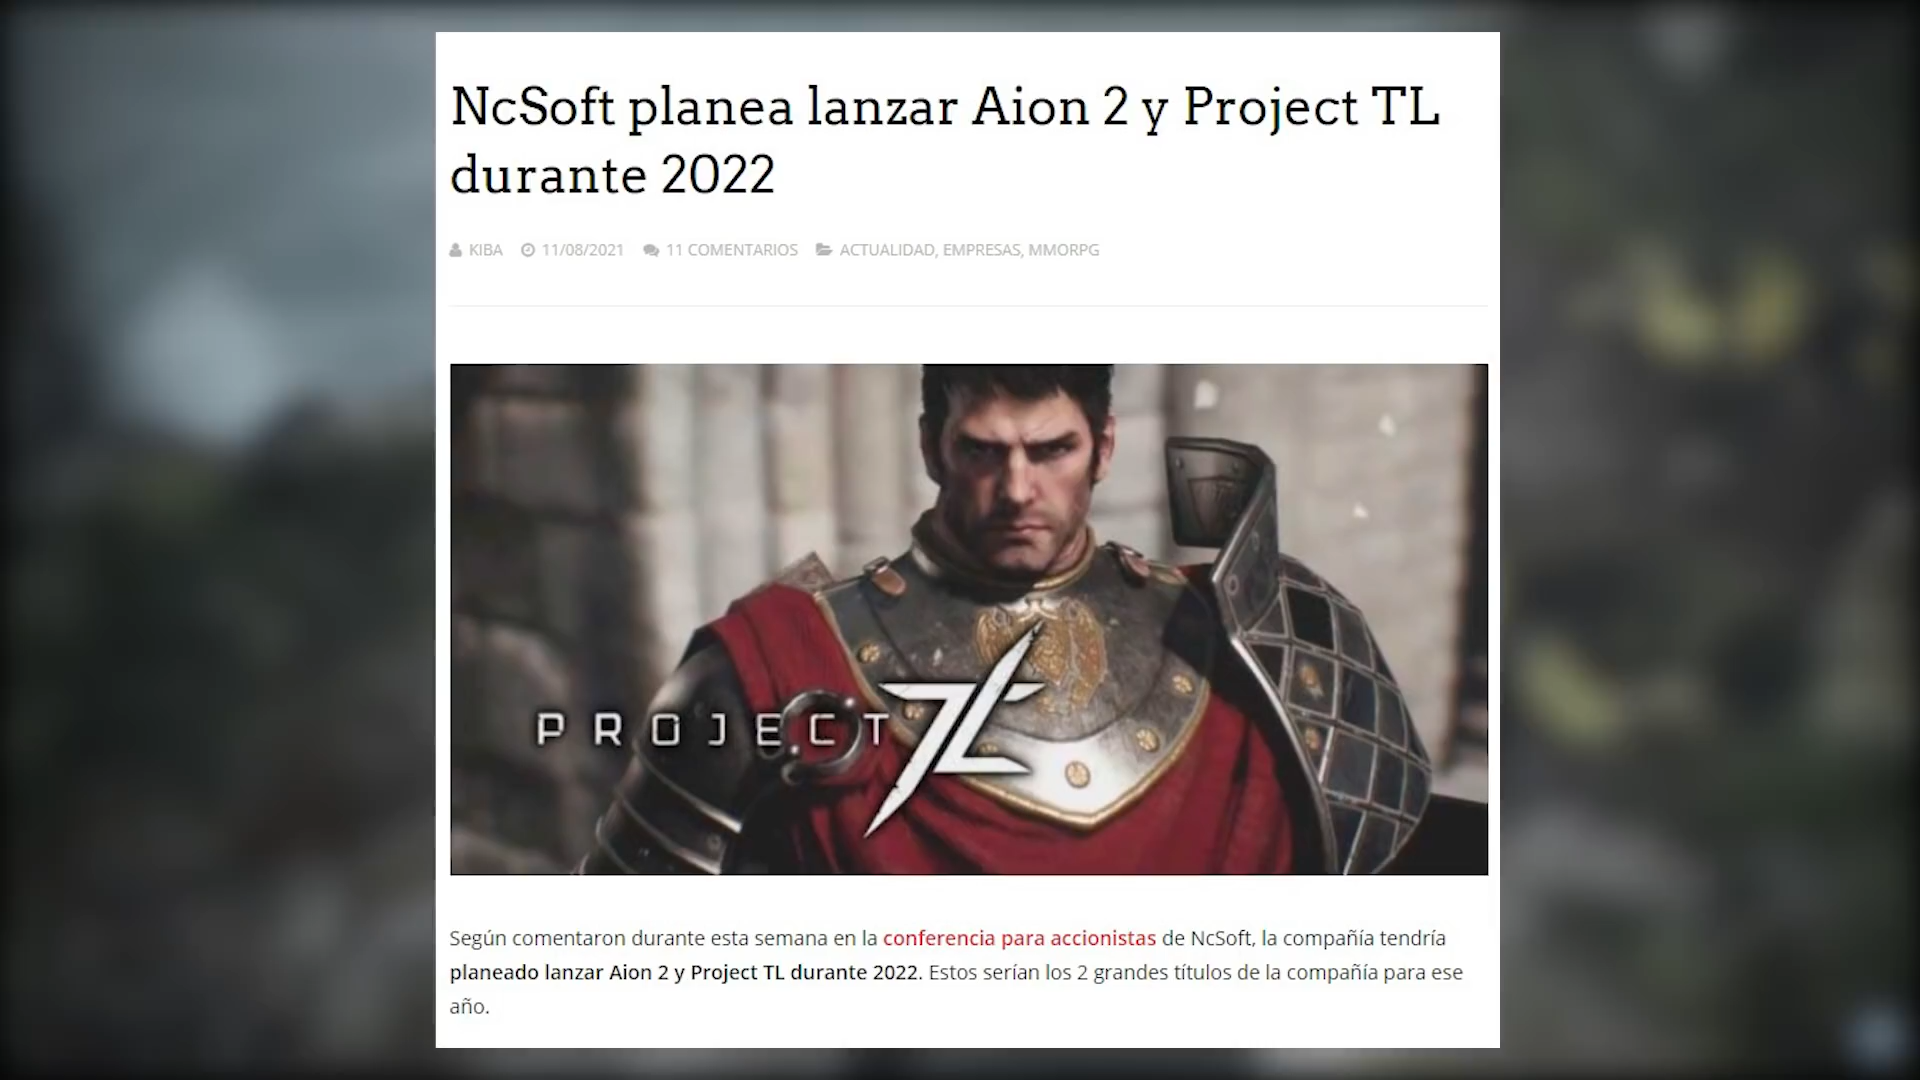 NcSoft planea lanzar Aion 2 y Project TL
durante 2022
KIBA 11/08/2021 11 COMENTARIOS ACTUALIDAD, EMPRESAS, MMORPG
PROJECT TL
Según comentaron durante esta semana en la conferencia para accionistas de NcSoft, la compañía tendría
planeado lanzar Aion 2 y Project TL durante 2022. Estos serían los 2 grandes títulos de la compañía para ese
año.